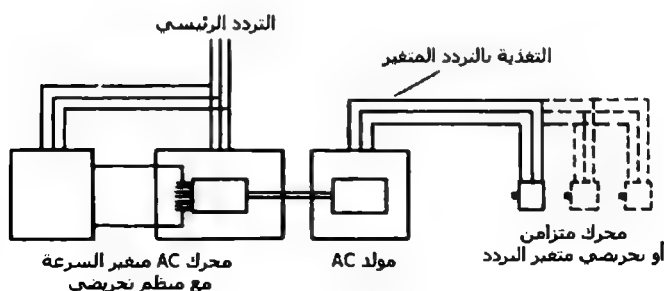 التردد الرئيسي
التغذية بالتردد المتغير
محرك متزامن
أو تحريضي متغير التردد
مولد AC
محرك AC متغير السرعة
مع منظم تحريضي